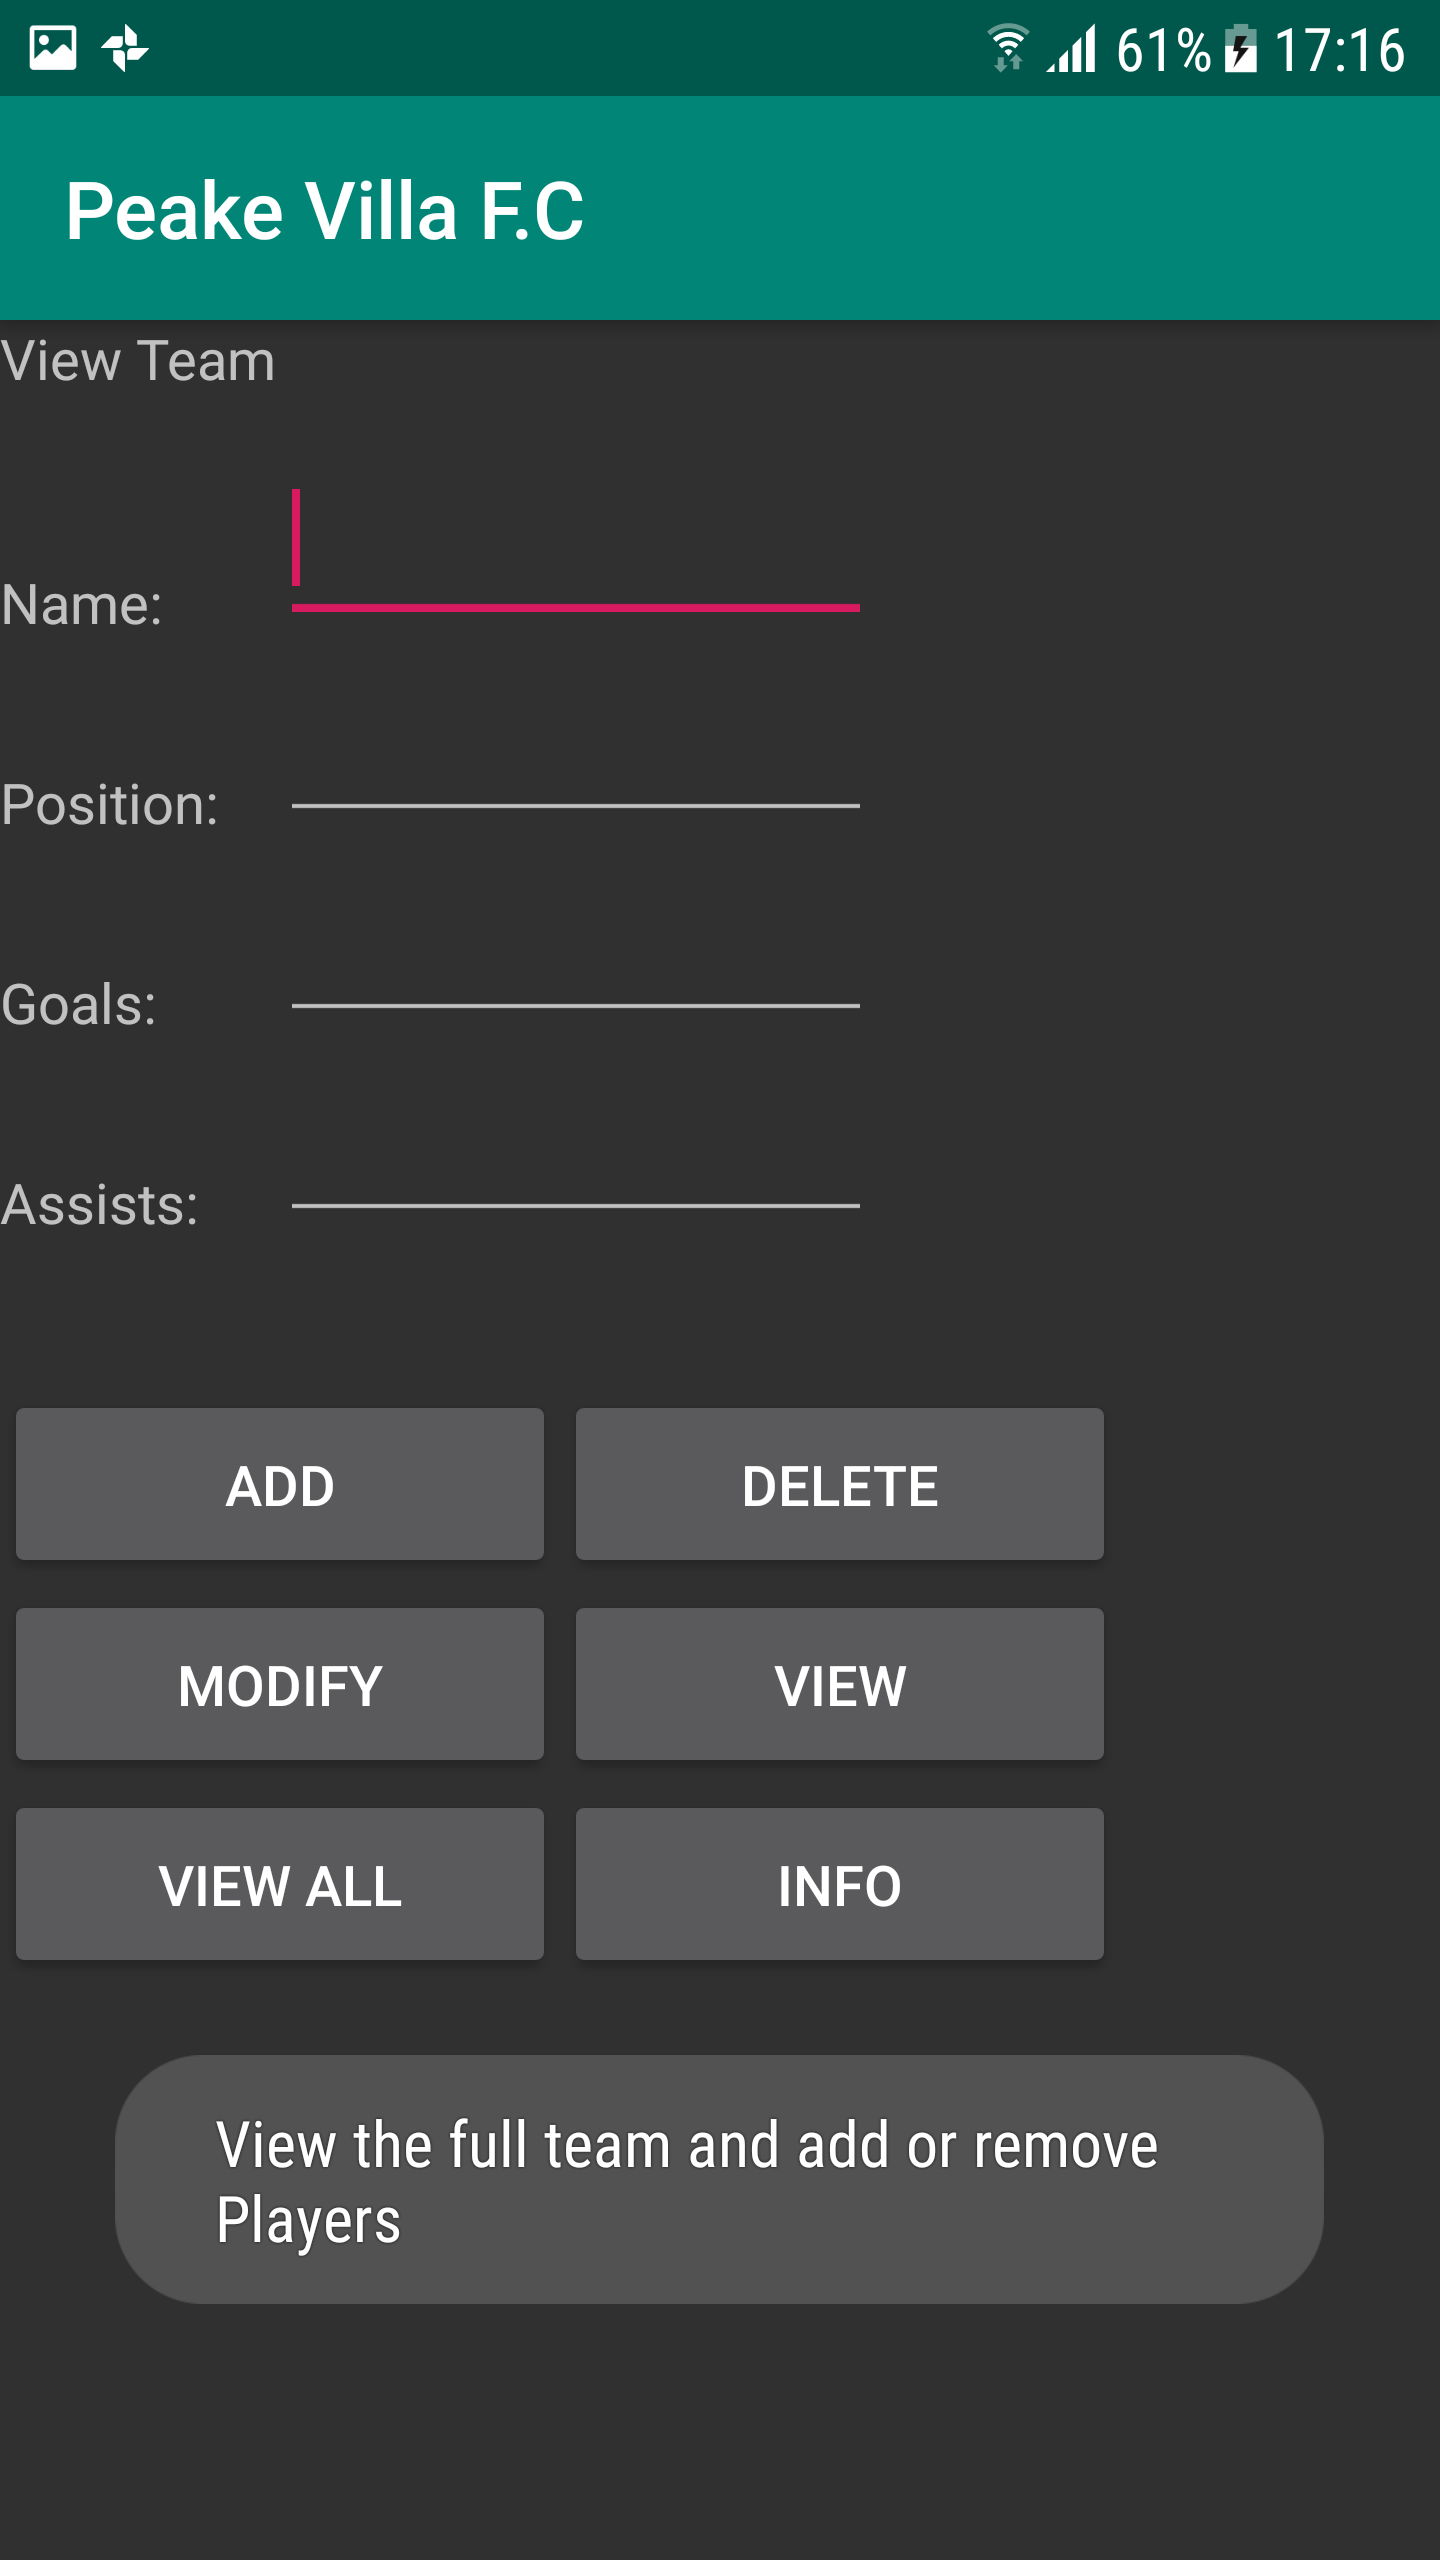 61% 17:16
Peake Villa F.C
View Team
Name:
Position:
Goals:
Assists:
ADD DELETE
MODIFY VIEW
VIEW ALL INFO
View the full team and add or remove
Players